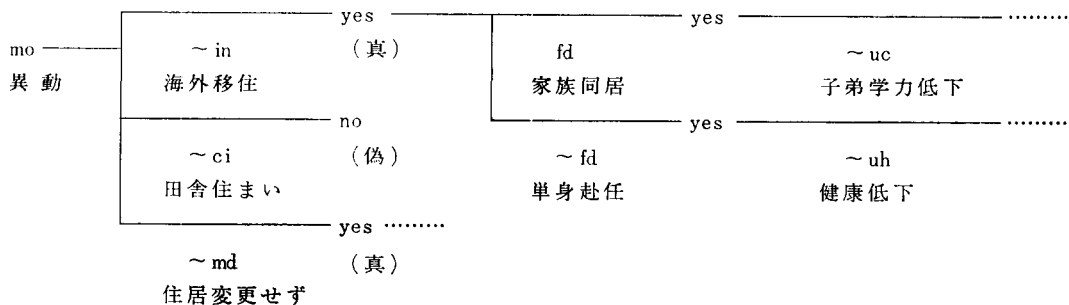 yes yes ………
mo ~ in (真) fd ~ uc
異動 海外移住 家族同居 子弟学力低下
no yes ………
~ ci (偽) ~ fd ~ uh
田舎住まい 単身赴任 健康低下
yes ………
~ md (真)
住居変更せず